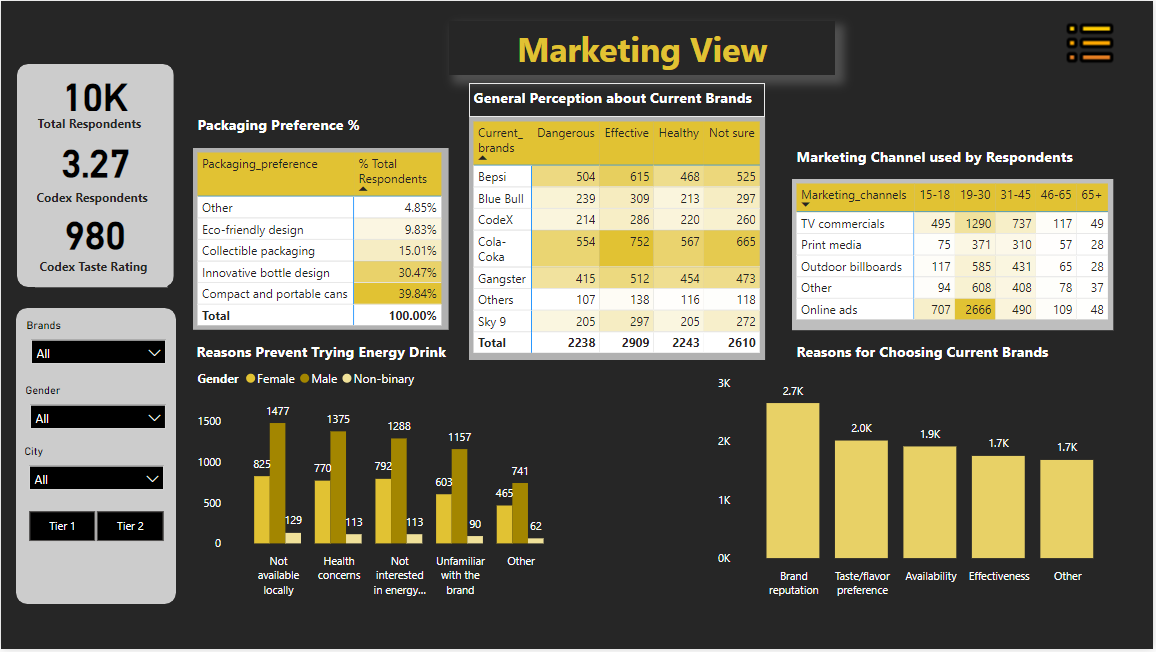 Marketing View
10K
Total Respondents
3.27
Codex Respondents
980
Codex Taste Rating
Brands
All
Gender
All
City
All
Tier 1 Tier 2
Packaging Preference %
Packaging_preference % Total Respondents
Other 4.85%
Eco-friendly design 9.83%
Collectible packaging 15.01%
Innovative bottle design 30.47%
Compact and portable cans 39.84%
Total 100.00%
General Perception about Current Brands
Current_brands Dangerous Effective Healthy Not sure
Bepsi 504 615 468 525
Blue Bull 239 309 213 297
CodeX 214 286 220 260
Cola-Coka 554 752 567 665
Gangster 415 512 454 473
Others 107 138 116 118
Sky 9 205 297 205 272
Total 2238 2909 2243 2610
Marketing Channel used by Respondents
Marketing_channels 15-18 19-30 31-45 46-65 65+
TV commercials 495 1290 737 117 49
Print media 75 371 310 57 28
Outdoor billboards 117 585 431 65 28
Other 94 608 408 78 37
Online ads 707 2666 490 109 48
Reasons Prevent Trying Energy Drink
Gender Female Male Non-binary
1500
1000
500
0
825 1477 129
770 1375 113
792 1288 113
603 1157 90
465 741 62
Not available locally
Health concerns
Not interested in energy...
Unfamiliar with the brand
Other
Reasons for Choosing Current Brands
3K
2K
1K
0K
2.7K 2.0K 1.9K 1.7K 1.7K
Brand reputation
Taste/flavor preference
Availability
Effectiveness
Other